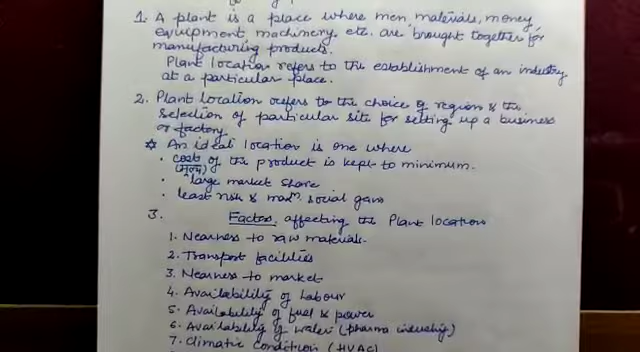 1. A plant is a place where men, materials, money,
equipment, machinery etc. are brought together for
manufacturing products.
Plant location refers to the establishment of an industry
at a particular place.
2. Plant location refers to the choice of region & the
selection of particular site for setting up a business
or factory.
* An ideal location is one where
• cost of the product is kept to minimum.
(मूल्य)
• large market share
• least risk & maxm. social gain
3. Factors affecting the Plant location
1. Nearness to raw materials.
2. Transport facilities
3. Nearness to market
4. Availability of Labour
5. Availability of fuel & power
6. Availability of water (pharma industry)
7. Climatic condition (HVAC)